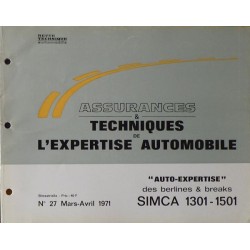 REVUE
TECHNIQUE
ASSURANCES
&
TECHNIQUES
DE
L'EXPERTISE AUTOMOBILE
"AUTO-EXPERTISE"
des berlines & breaks
N° 27 Mars-Avril 1971
SIMCA 1301-1501